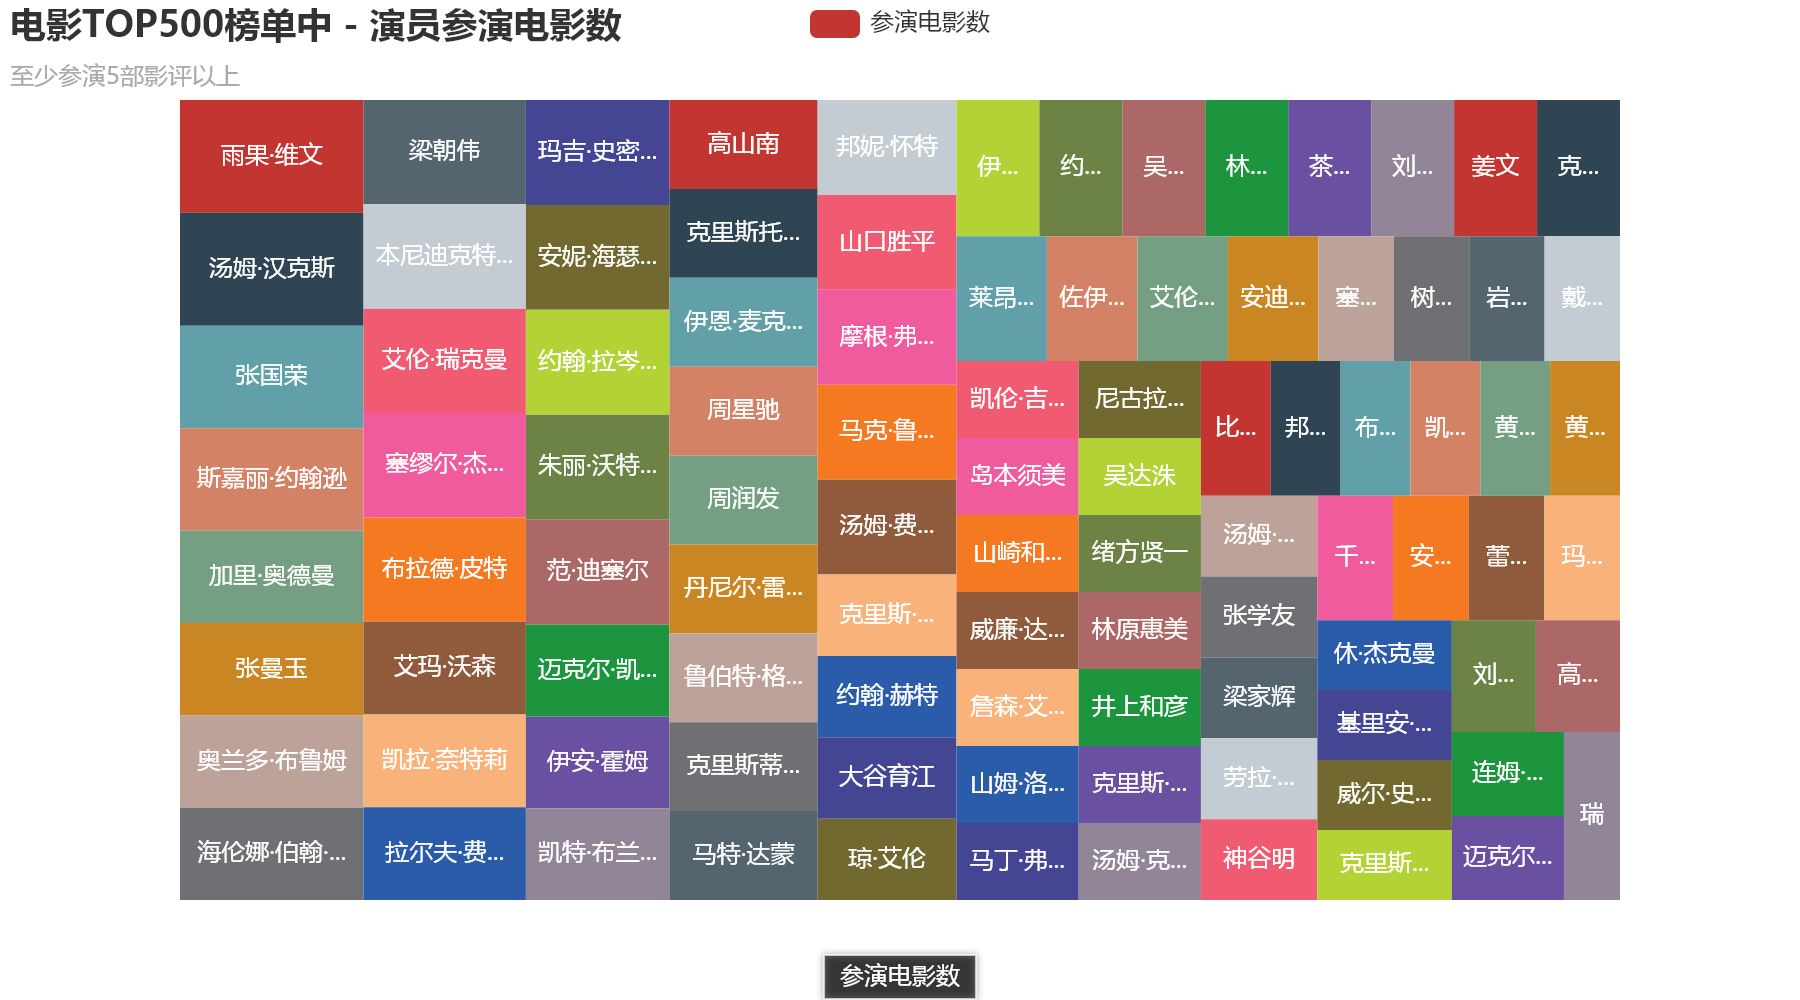 电影TOP500榜单中 - 演员参演电影数
参演电影数
至少参演5部影评以上
雨果·维文
汤姆·汉克斯
张国荣
斯嘉丽·约翰逊
加里·奥德曼
张曼玉
奥兰多·布鲁姆
海伦娜·伯翰·...
梁朝伟
本尼迪克特...
艾伦·瑞克曼
塞缪尔·杰...
布拉德·皮特
艾玛·沃森
凯拉·奈特莉
拉尔夫·费...
玛吉·史密...
安妮·海瑟...
约翰·拉岑...
朱丽·沃特...
范·迪塞尔
迈克尔·凯...
伊安·霍姆
凯特·布兰...
高山南
克里斯托...
伊恩·麦克...
周星驰
周润发
丹尼尔·雷...
鲁伯特·格...
克里斯蒂...
马特·达蒙
邦妮·怀特
山口胜平
摩根·弗...
马克·鲁...
汤姆·费...
克里斯·...
约翰·赫特
大谷育江
琼·艾伦
伊...
约...
吴...
林...
茶...
刘...
姜文
克...
莱昂...
佐伊...
艾伦...
安迪...
塞...
树...
岩...
戴...
凯伦·吉...
岛本须美
山崎和...
威廉·达...
詹森·艾...
山姆·洛...
马丁·弗...
尼古拉...
吴达洙
绪方贤一
林原惠美
井上和彦
克里斯·...
汤姆·克...
比...
邦...
布...
凯...
黄...
黄...
汤姆·...
张学友
梁家辉
劳拉·...
神谷明
千...
安...
蕾...
玛...
休·杰克曼
基里安·...
威尔·史...
克里斯...
刘...
高...
连姆·...
迈克尔...
瑞
参演电影数